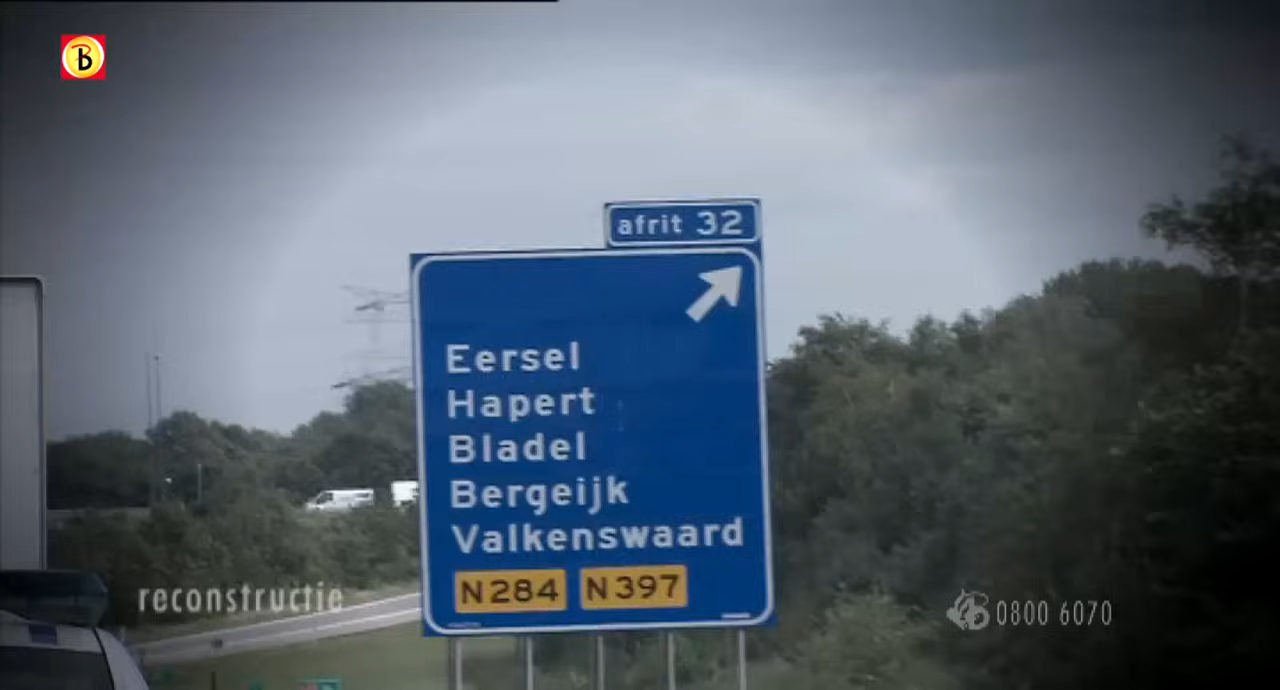 B
afrit 32
Eersel
Hapert
Bladel
Bergeijk
Valkenswaard
N284 N397
reconstructie
0800 6070